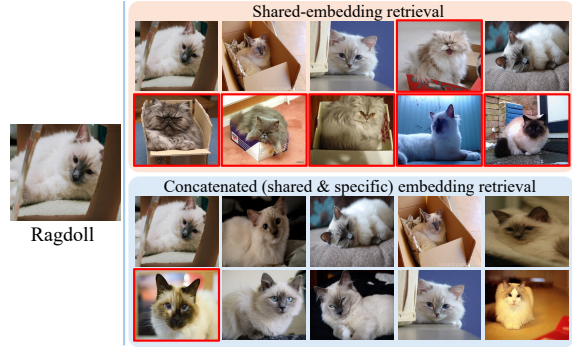 Shared-embedding retrieval
Ragdoll
Concatenated (shared & specific) embedding retrieval